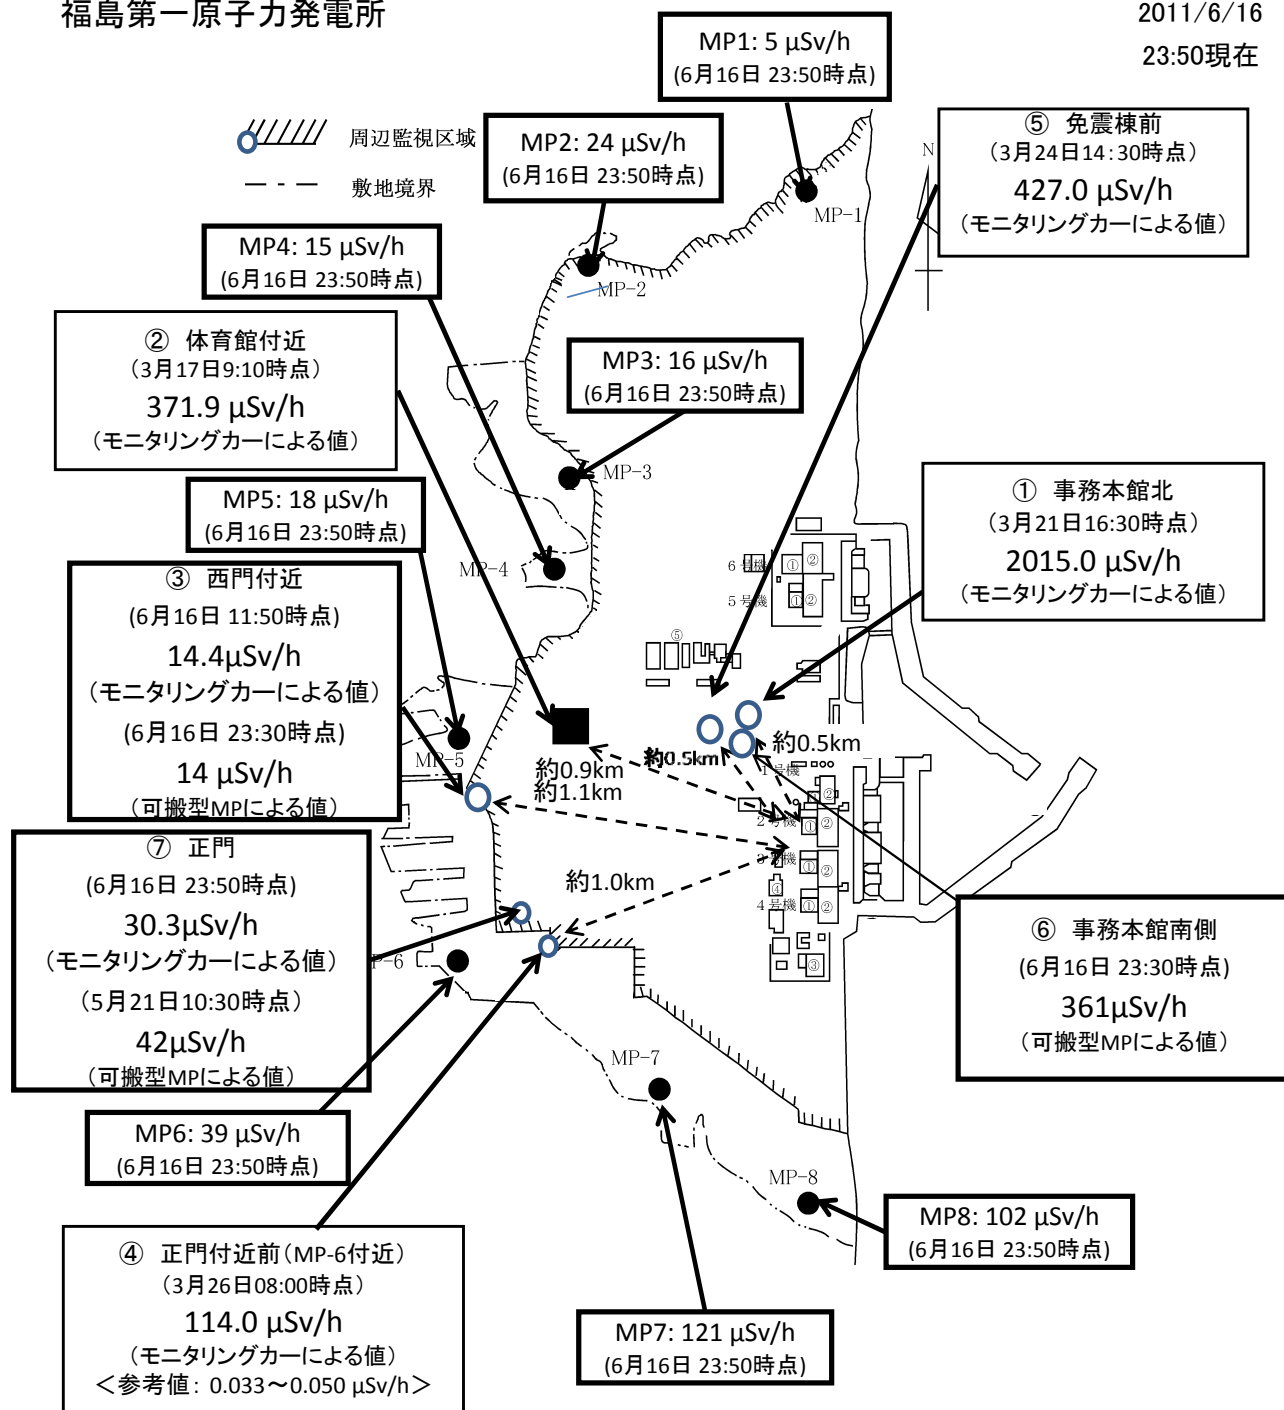 福島第一原子力発電所
2011/6/16
23:50現在
MP1: 5 μSv/h
(6月16日 23:50時点)
周辺監視区域
敷地境界
MP2: 24 μSv/h
(6月16日 23:50時点)
⑤ 免震棟前
(3月24日14:30時点)
427.0 μSv/h
(モニタリングカーによる値)
N
MP-1
MP4: 15 μSv/h
(6月16日 23:50時点)
MP-2
② 体育館付近
(3月17日9:10時点)
371.9 μSv/h
(モニタリングカーによる値)
MP3: 16 μSv/h
(6月16日 23:50時点)
MP-3
MP5: 18 μSv/h
(6月16日 23:50時点)
① 事務本館北
(3月21日16:30時点)
2015.0 μSv/h
(モニタリングカーによる値)
MP-4
6号機
① ②
5号機
① ②
③ 西門付近
(6月16日 11:50時点)
14.4μSv/h
(モニタリングカーによる値)
(6月16日 23:30時点)
14 μSv/h
(可搬型MPによる値)
⑤
MP-5
約0.9km
約1.1km
約0.5km
約0.5km
1号機
① ②
2号機
① ②
3号機
① ②
④
4号機
① ②
③
約1.0km
⑦ 正門
(6月16日 23:50時点)
30.3μSv/h
(モニタリングカーによる値)
(5月21日10:30時点)
42μSv/h
(可搬型MPによる値)
P-6
⑥ 事務本館南側
(6月16日 23:30時点)
361μSv/h
(可搬型MPによる値)
MP-7
MP6: 39 μSv/h
(6月16日 23:50時点)
MP-8
MP8: 102 μSv/h
(6月16日 23:50時点)
④ 正門付近前(MP-6付近)
(3月26日08:00時点)
114.0 μSv/h
(モニタリングカーによる値)
<参考値: 0.033~0.050 μSv/h>
MP7: 121 μSv/h
(6月16日 23:50時点)